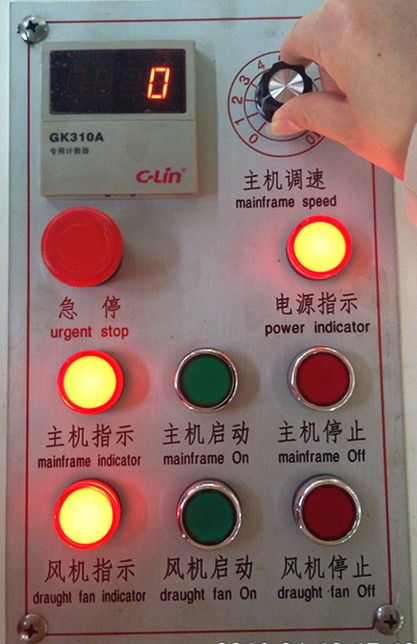 0
GK310A
专用计数器
C-Lin®
4
3
2
1
0
10
主机调速
mainframe speed
急 停
urgent stop
电源指示
power indicator
主机指示 主机启动 主机停止
mainframe indicator mainframe On mainframe Off
风机指示 风机启动 风机停止
draught fan indicator draught fan On draught fan Off